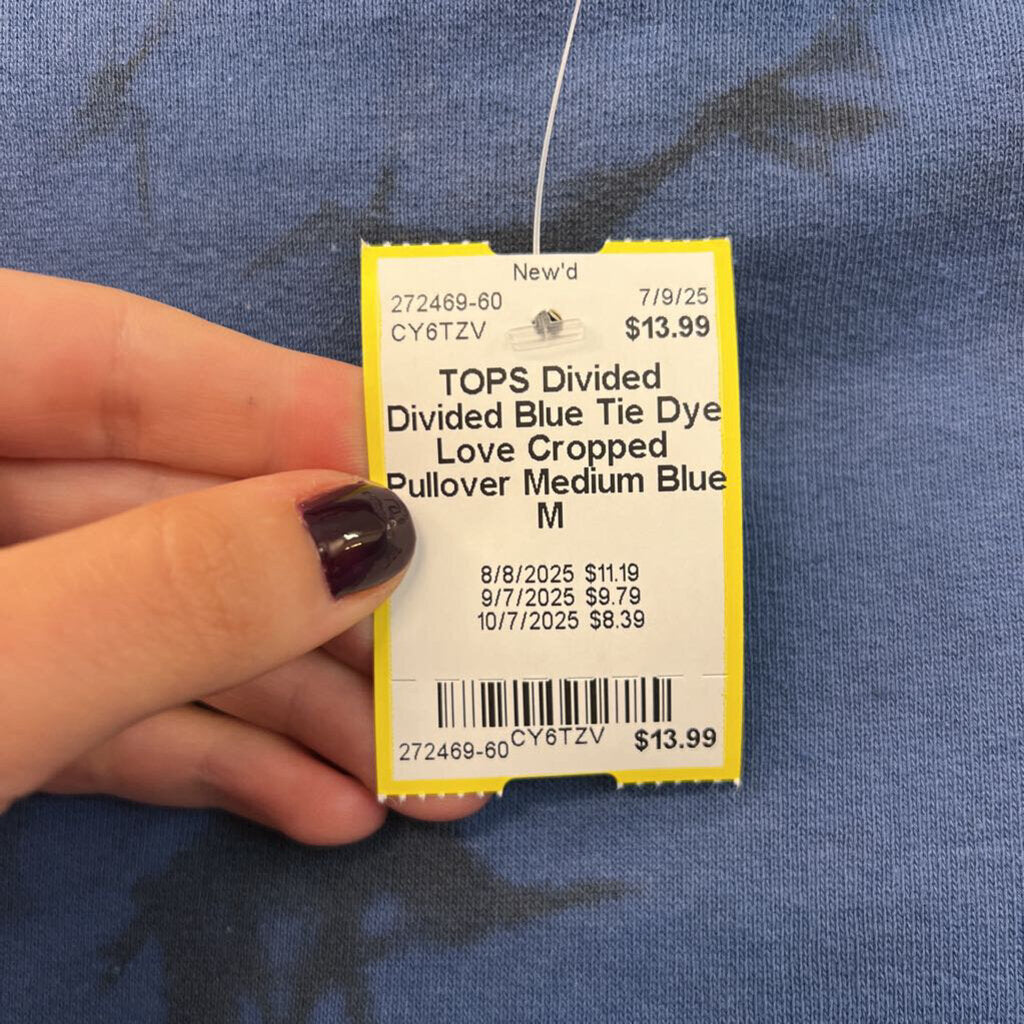 New'd
272469-60 7/9/25
CY6TZV $13.99
TOPS Divided
Divided Blue Tie Dye
Love Cropped
Pullover Medium Blue
M
8/8/2025 $11.19
9/7/2025 $9.79
10/7/2025 $8.39
272469-60 CY6TZV $13.99